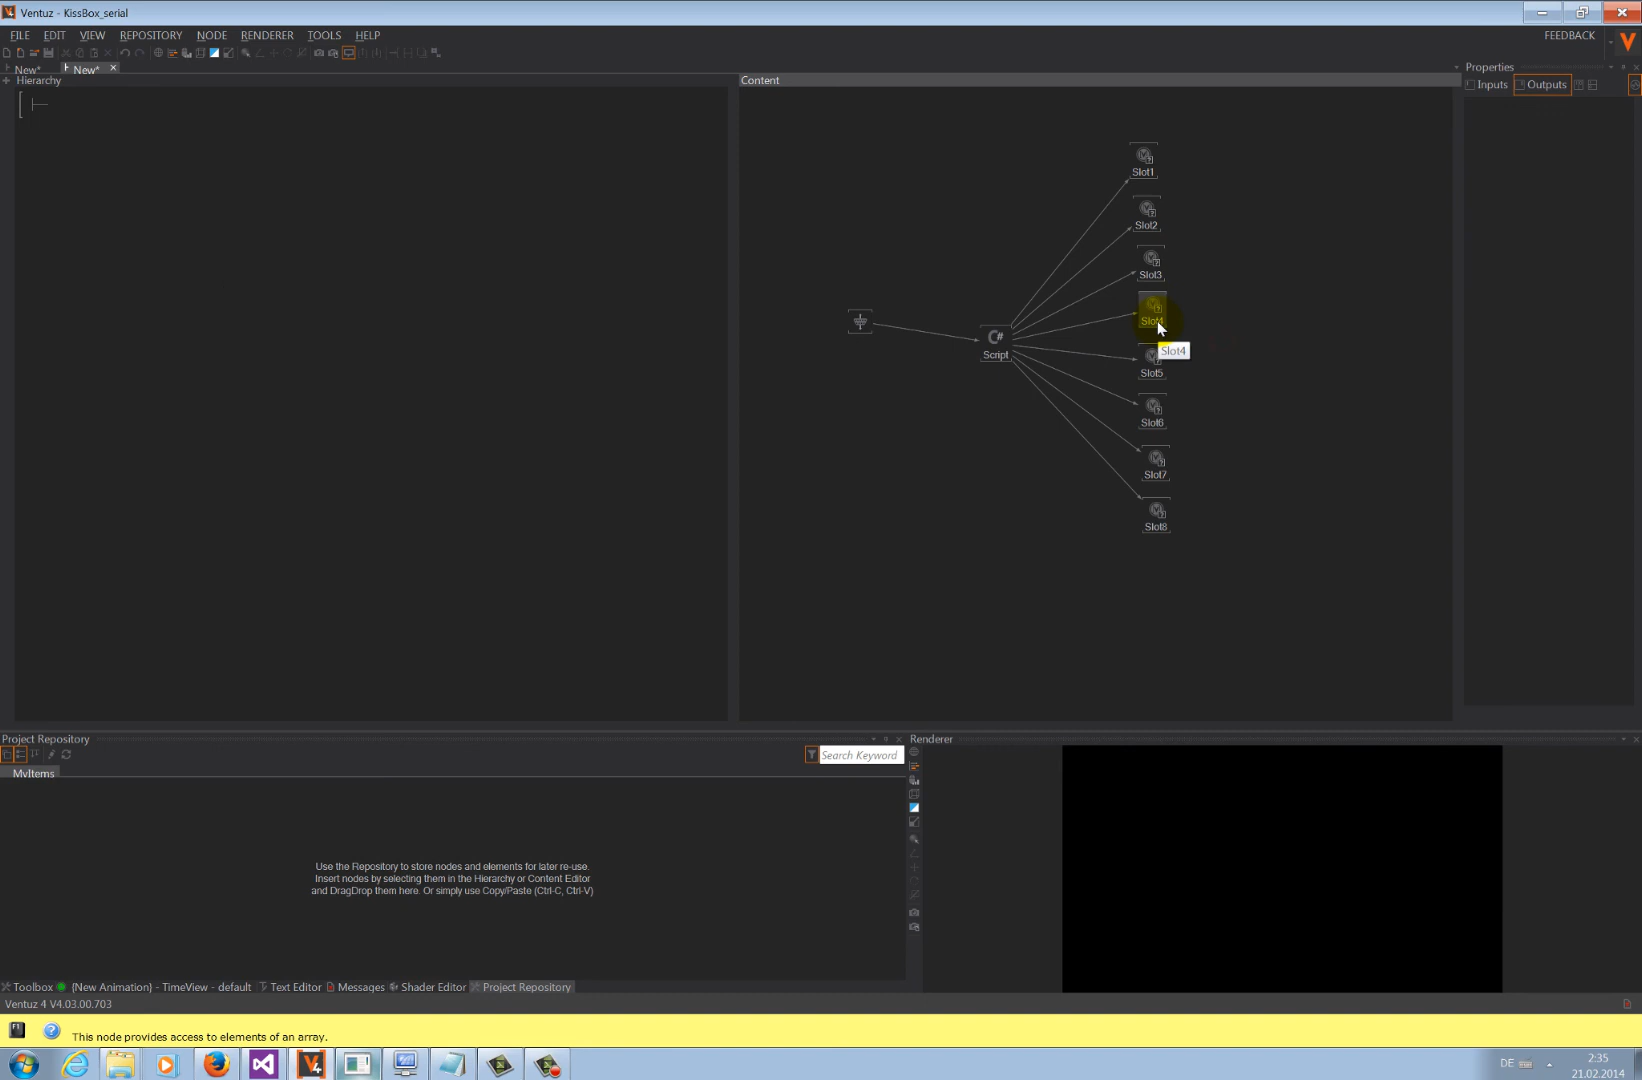 Ventuz - KissBox_serial
FILE EDIT VIEW REPOSITORY NODE RENDERER TOOLS HELP
FEEDBACK
New* New*
Hierarchy
Content
Properties
Inputs Outputs
Slot1
Slot2
Slot3
Slot4
Slot4
Slot5
Slot6
Slot7
Slot8
C#
Script
Project Repository
Search Keyword
MyItems
Use the Repository to store nodes and elements for later re-use.
Insert nodes by selecting them in the Hierarchy or Content Editor
and DragDrop them here. Or simply use Copy/Paste (Ctrl-C, Ctrl-V)
Renderer
Toolbox {New Animation} - TimeView - default Text Editor Messages Shader Editor Project Repository
Ventuz 4 V4.03.00.703
F1 This node provides access to elements of an array.
DE 2:35
21.02.2014